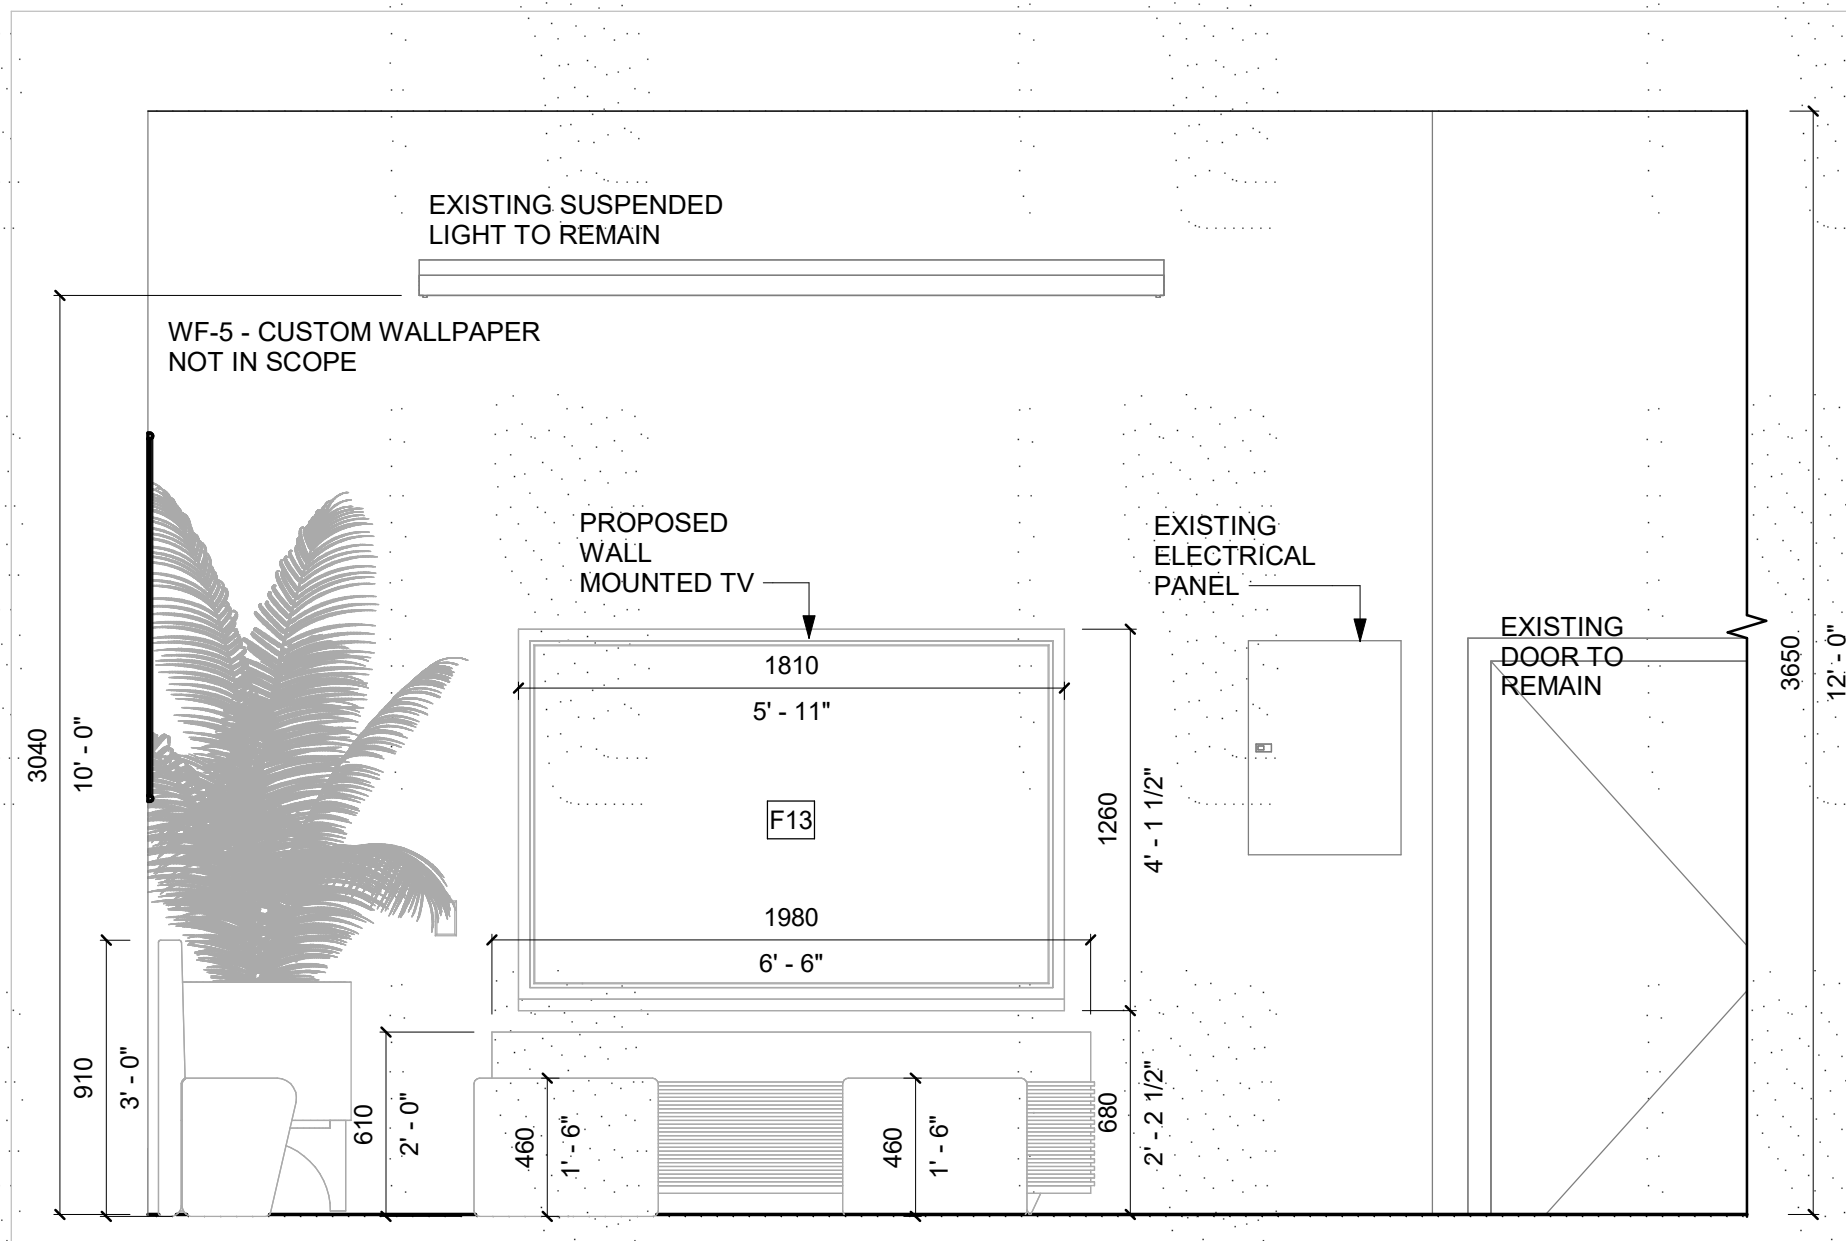 EXISTING SUSPENDED
LIGHT TO REMAIN
WF-5 - CUSTOM WALLPAPER
NOT IN SCOPE
PROPOSED
WALL
MOUNTED TV
EXISTING
ELECTRICAL
PANEL
EXISTING
DOOR TO
REMAIN
1810
5' - 11"
F13
1980
6' - 6"
3040
10' - 0"
910
3' - 0"
610
2' - 0"
460
1' - 6"
460
1' - 6"
1260
4' - 1 1/2"
680
2' - 2 1/2"
3650
12' - 0"